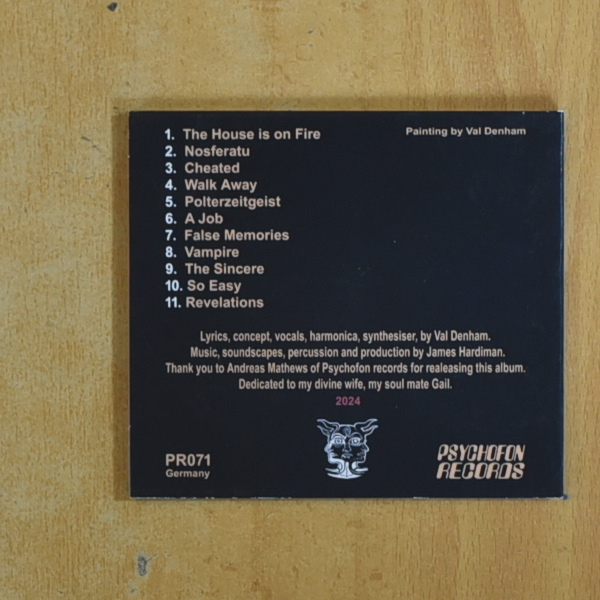 1. The House is on Fire
Painting by Val Denham
2. Nosferatu
3. Cheated
4. Walk Away
5. Polterzeitgeist
6. A Job
7. False Memories
8. Vampire
9. The Sincere
10. So Easy
11. Revelations
Lyrics, concept, vocals, harmonica, synthesiser, by Val Denham.
Music, soundscapes, percussion and production by James Hardiman.
Thank you to Andreas Mathews of Psychofon records for realeasing this album.
Dedicated to my divine wife, my soul mate Gail.
2024
PR071
Germany
PSYCHOFON
RECORDS